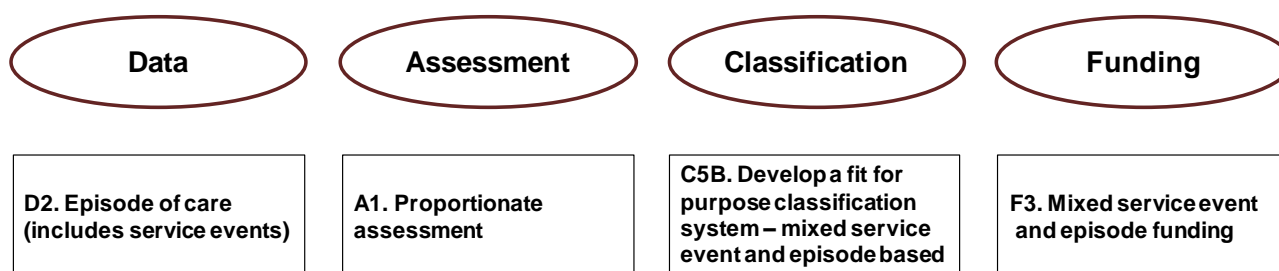 Data
Assessment
Classification
Funding
D2. Episode of care
(includes service events)
A1. Proportionate
assessment
C5B. Develop a fit for
purpose classification
system – mixed service
event and episode based
F3. Mixed service event
and episode funding